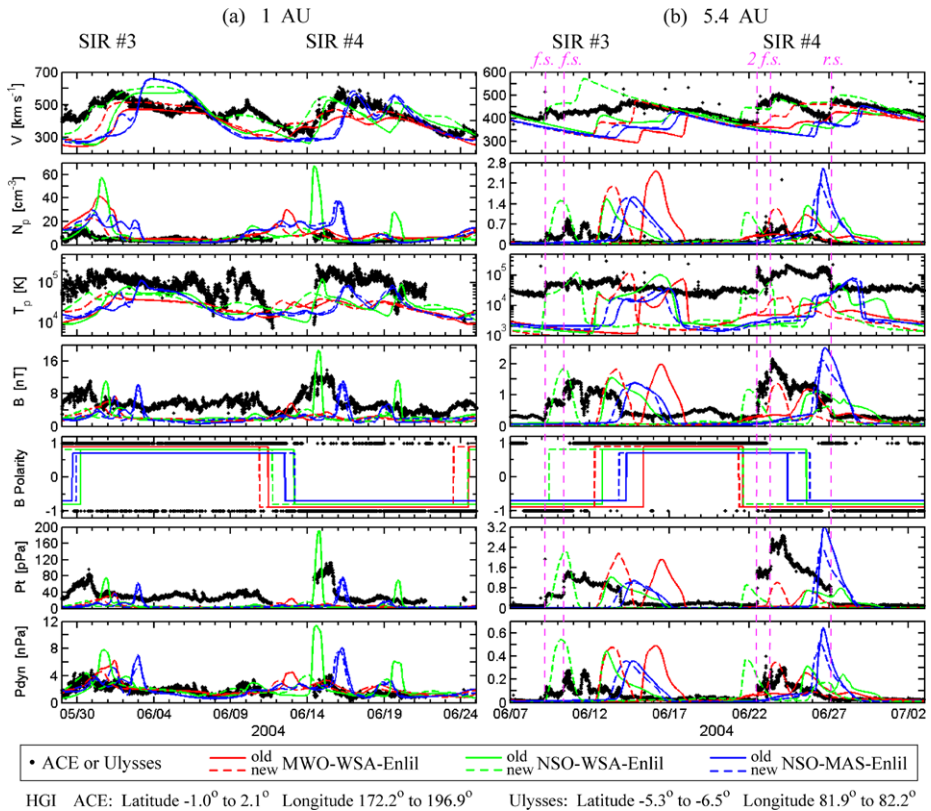 (a) 1 AU
(b) 5.4 AU
SIR #3
SIR #4
SIR #3
SIR #4
f.s. f.s.
2 f.s.
r.s.
V [km s⁻¹]
700
500
300
600
500
400
300
Nₚ [cm⁻³]
60
40
20
0
2.8
2.1
1.4
0.7
0
Tₚ [K]
10⁵
10⁴
10⁵
10⁴
10³
B [nT]
16
12
8
4
0
2
1
0
B Polarity
1
0
-1
1
0
-1
Pt [pPa]
200
160
120
80
40
0
3.2
2.4
1.6
0.8
0
Pdyn [nPa]
12
8
4
0
0.6
0.4
0.2
0
05/30 06/04 06/09 06/14 06/19 06/24
2004
06/07 06/12 06/17 06/22 06/27 07/02
2004
• ACE or Ulysses
old
new MWO-WSA-Enlil
old
new NSO-WSA-Enlil
old
new NSO-MAS-Enlil
HGI ACE: Latitude -1.0° to 2.1° Longitude 172.2° to 196.9° Ulysses: Latitude -5.3° to -6.5° Longitude 81.9° to 82.2°